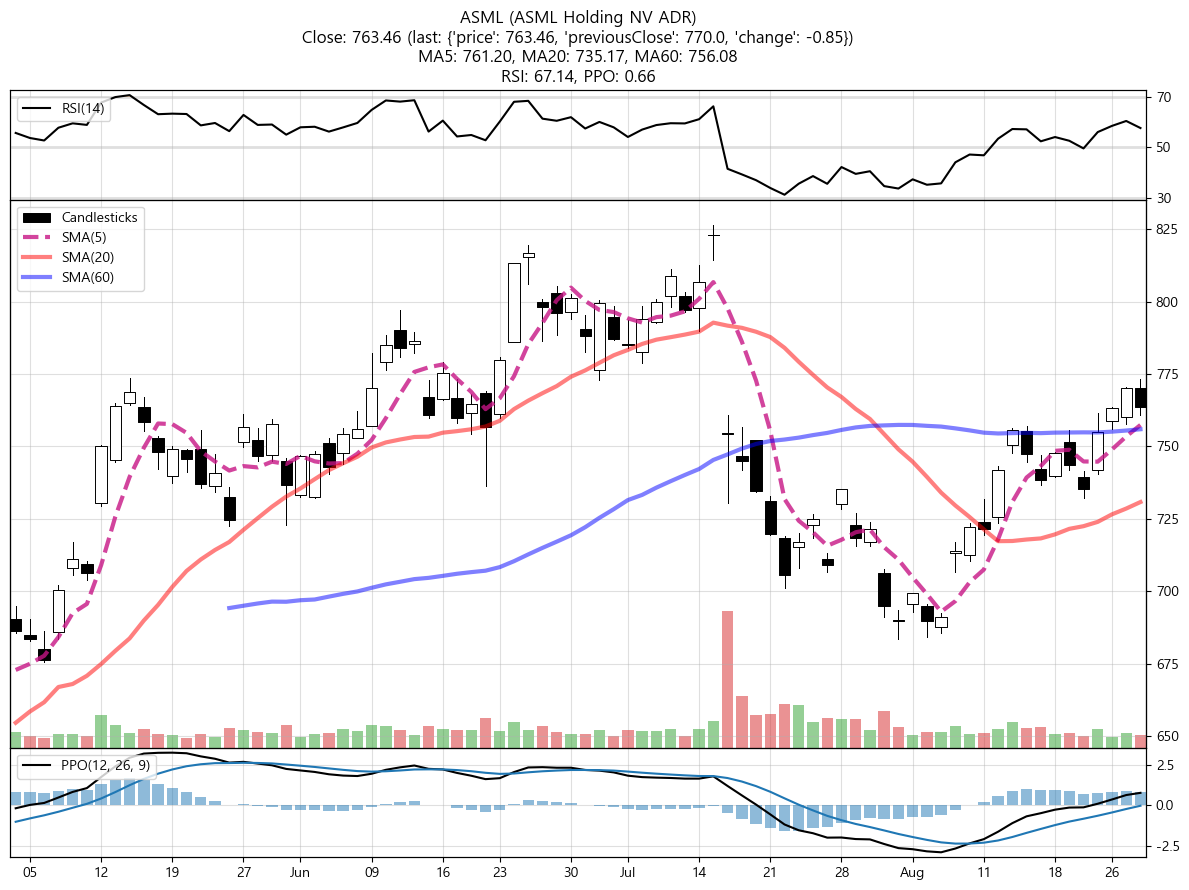 ASML (ASML Holding NV ADR)
Close: 763.46 (last: {'price': 763.46, 'previousClose': 770.0, 'change': -0.85})
MA5: 761.20, MA20: 735.17, MA60: 756.08
RSI: 67.14, PPO: 0.66
RSI(14)
70
50
30
Candlesticks
SMA(5)
SMA(20)
SMA(60)
825
800
775
750
725
700
675
650
PPO(12, 26, 9)
2.5
0.0
−2.5
05 12 19 27 Jun 09 16 23 30 Jul 14 21 28 Aug 11 18 26